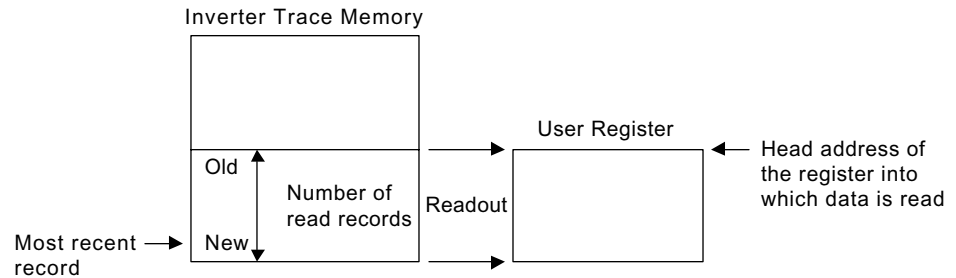 Inverter Trace Memory
User Register
Old
Number of
read records
New
Readout
Head address of
the register into
which data is read
Most recent
record